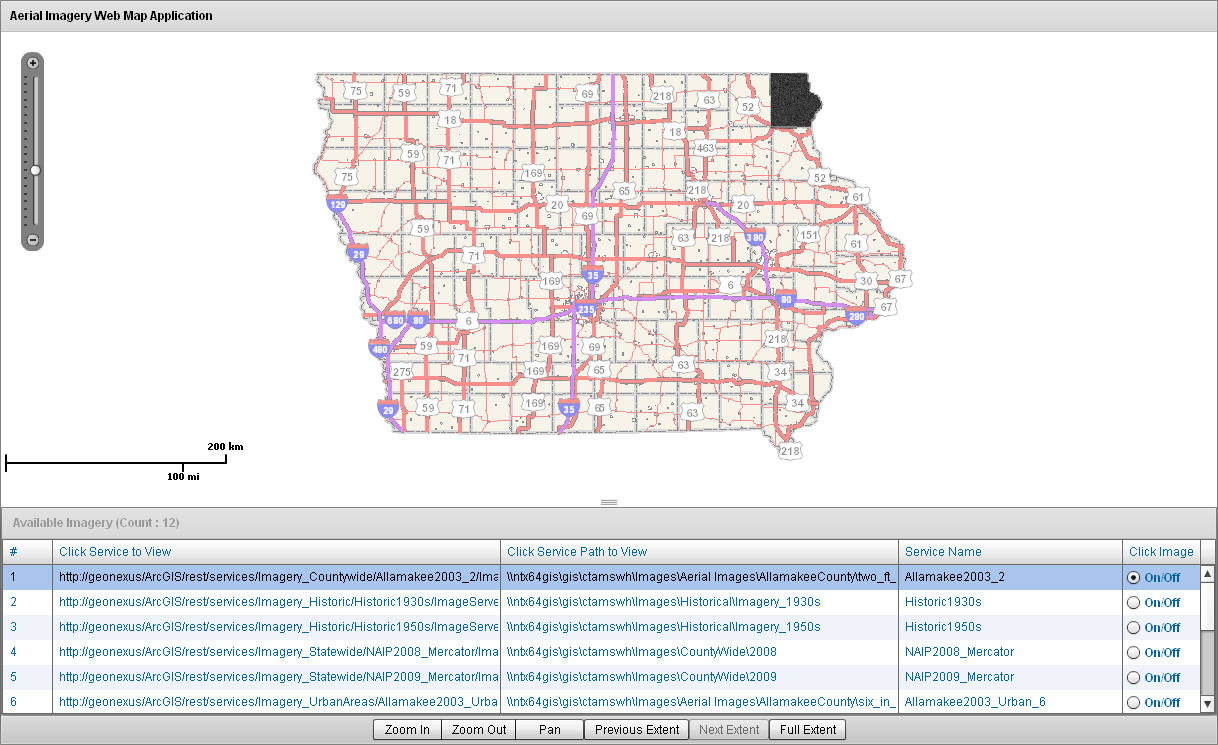 Aerial Imagery Web Map Application
75 59 71 69 218 63 52
18 18 463
59 71 75 169 65 218 52 61
129 20 69 20
59 63 218 380 151 61
29 71 35 169 6 30 67
80 67
235 280
680 80 6
480 59 71 169 69 218
275 169 65 63 34
29 59 71 169 35 65 63 34
218
200 km
100 mi
Available Imagery (Count : 12)
# Click Service to View Click Service Path to View Service Name Click Image
1 http://geonexus/ArcGIS/rest/services/Imagery_Countywide/Allamakee2003_2/Ima \\ntx64gis\gis\ctamswh\Images\Aerial Images\AllamakeeCounty\two_ft_ Allamakee2003_2 On/Off
2 http://geonexus/ArcGIS/rest/services/Imagery_Historic/Historic1930s/ImageServe \\ntx64gis\gis\ctamswh\Images\Historical\Imagery_1930s Historic1930s On/Off
3 http://geonexus/ArcGIS/rest/services/Imagery_Historic/Historic1950s/ImageServe \\ntx64gis\gis\ctamswh\Images\Historical\Imagery_1950s Historic1950s On/Off
4 http://geonexus/ArcGIS/rest/services/Imagery_Statewide/NAIP2008_Mercator/Ima \\ntx64gis\gis\ctamswh\Images\CountyWide\2008 NAIP2008_Mercator On/Off
5 http://geonexus/ArcGIS/rest/services/Imagery_Statewide/NAIP2009_Mercator/Ima \\ntx64gis\gis\ctamswh\Images\CountyWide\2009 NAIP2009_Mercator On/Off
6 http://geonexus/ArcGIS/rest/services/Imagery_UrbanAreas/Allamakee2003_Urba \\ntx64gis\gis\ctamswh\Images\Aerial Images\AllamakeeCounty\six_in_ Allamakee2003_Urban_6 On/Off
Zoom In Zoom Out Pan Previous Extent Next Extent Full Extent